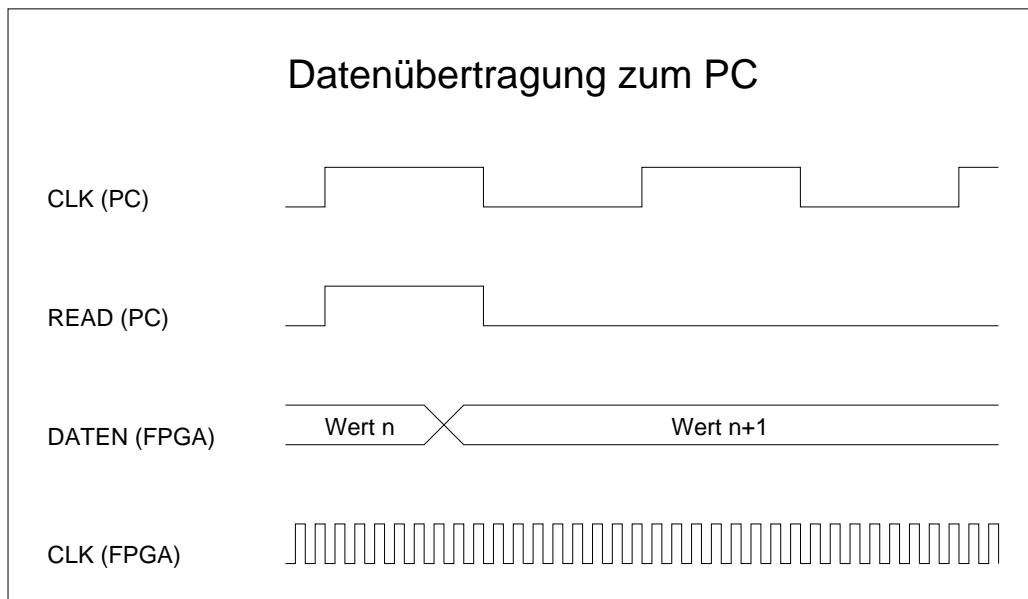 Datenübertragung zum PC
CLK (PC)
READ (PC)
DATEN (FPGA)
Wert n
Wert n+1
CLK (FPGA)